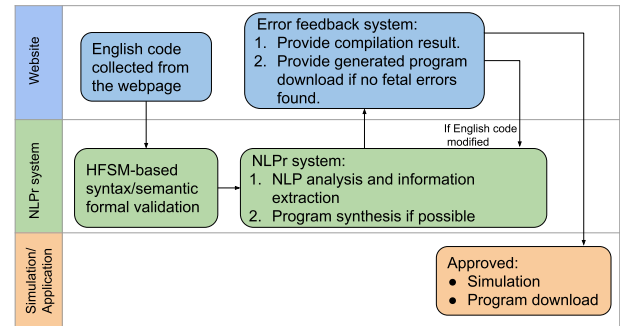 Website
English code
collected from
the webpage
Error feedback system:
1. Provide compilation result.
2. Provide generated program
download if no fetal errors
found.
If English code
modified
NLPr system
HFSM-based
syntax/semantic
formal validation
NLPr system:
1. NLP analysis and information
extraction
2. Program synthesis if possible
Simulation/
Application
Approved:
● Simulation
● Program download